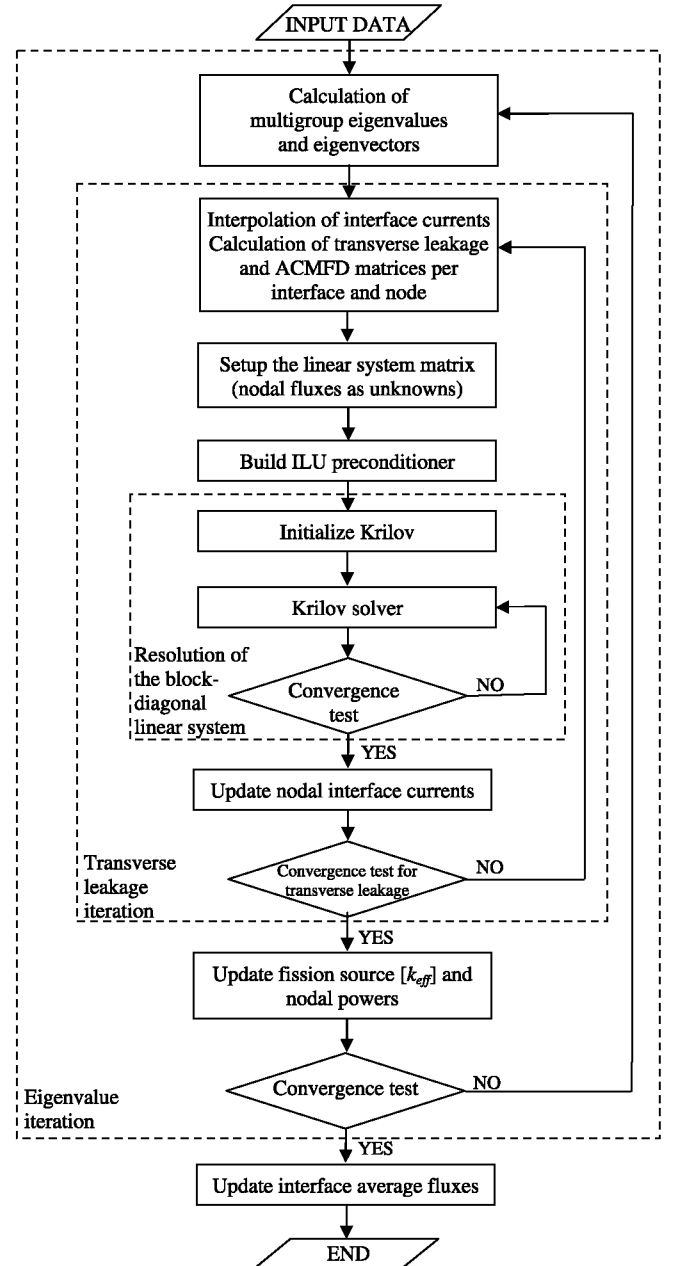 INPUT DATA
Calculation of
multigroup eigenvalues
and eigenvectors
Interpolation of interface currents
Calculation of transverse leakage
and ACMFD matrices per
interface and node
Setup the linear system matrix
(nodal fluxes as unknowns)
Build ILU preconditioner
Initialize Krilov
Krilov solver
Resolution of
the block-
diagonal
linear system
Convergence
test
NO
YES
Update nodal interface currents
Transverse
leakage
iteration
Convergence test for
transverse leakage
NO
YES
Update fission source [keff] and
nodal powers
Eigenvalue
iteration
Convergence test
NO
YES
Update interface average fluxes
END